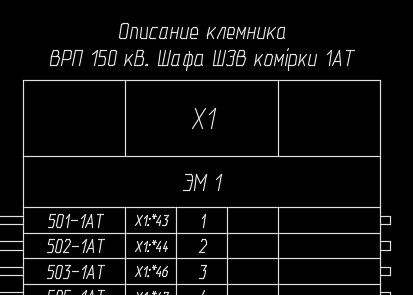 Описание клемника
ВРП 150 кВ. Шафа ШЗВ комірки 1АТ
X1
ЭМ 1
501-1АТ X1:*43 1
502-1АТ X1:*44 2
503-1АТ X1:*46 3